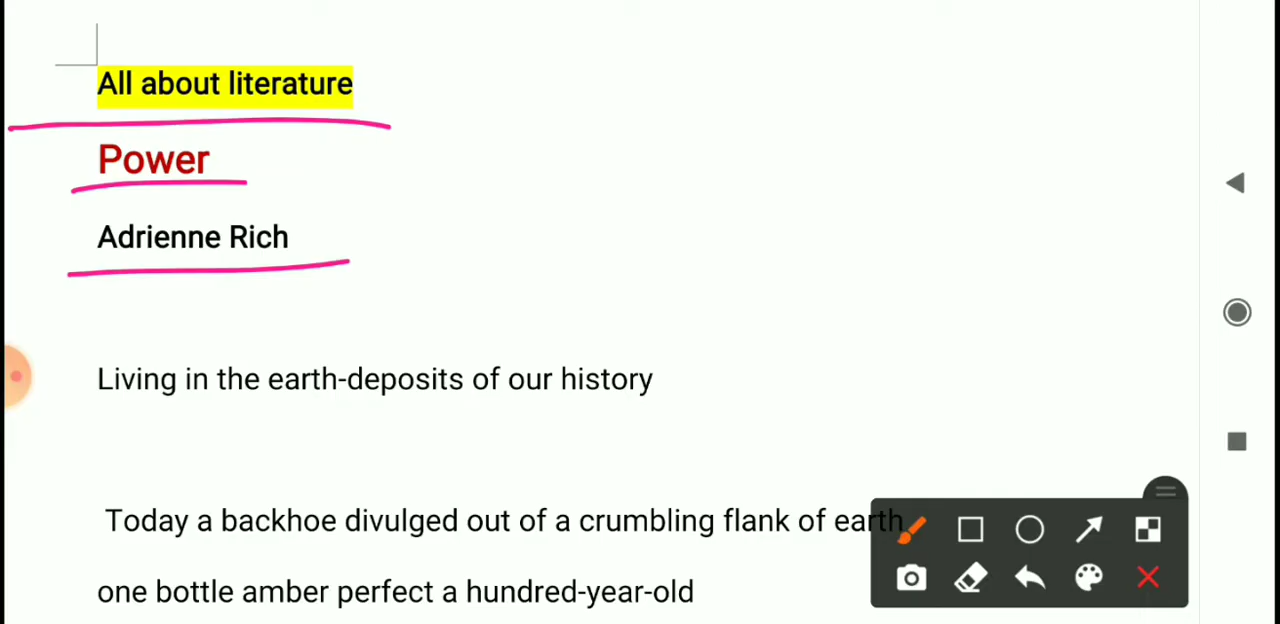 All about literature
Power
Adrienne Rich
Living in the earth-deposits of our history
Today a backhoe divulged out of a crumbling flank of earth
one bottle amber perfect a hundred-year-old